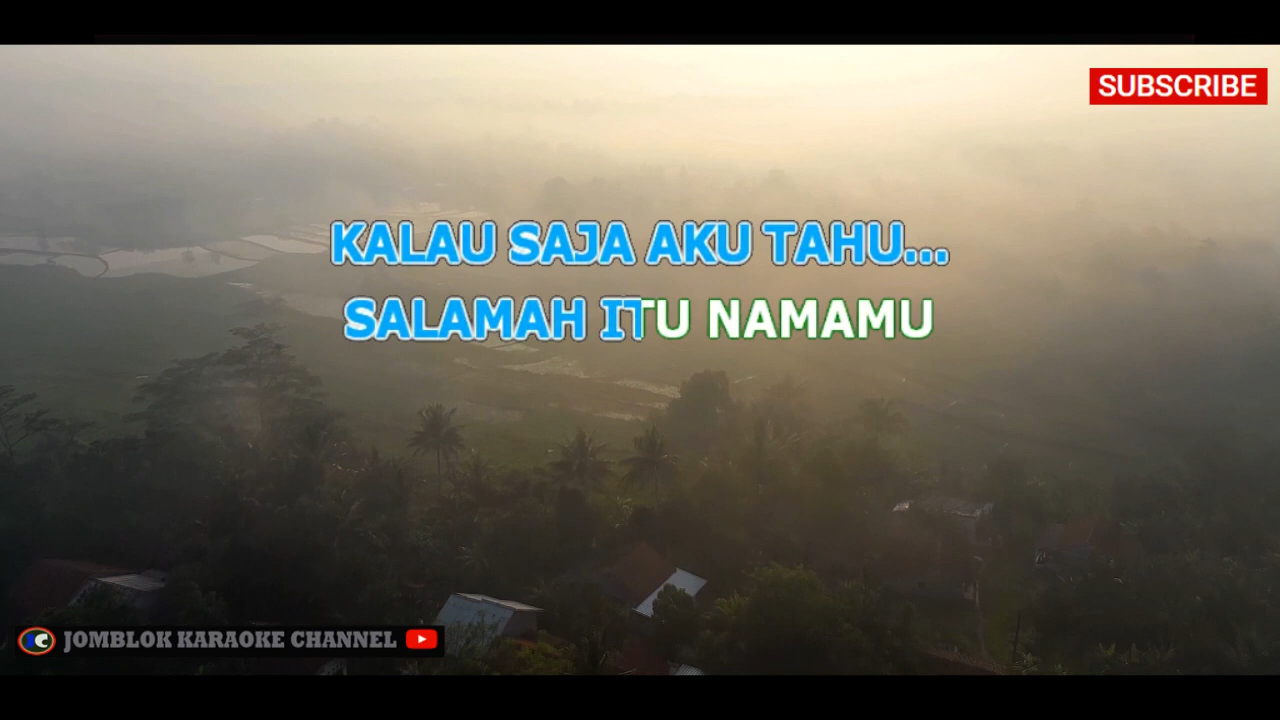 SUBSCRIBE
KALAU SAJA AKU TAHU...
SALAMAH ITU NAMAMU
JOMBLOK KARAOKE CHANNEL